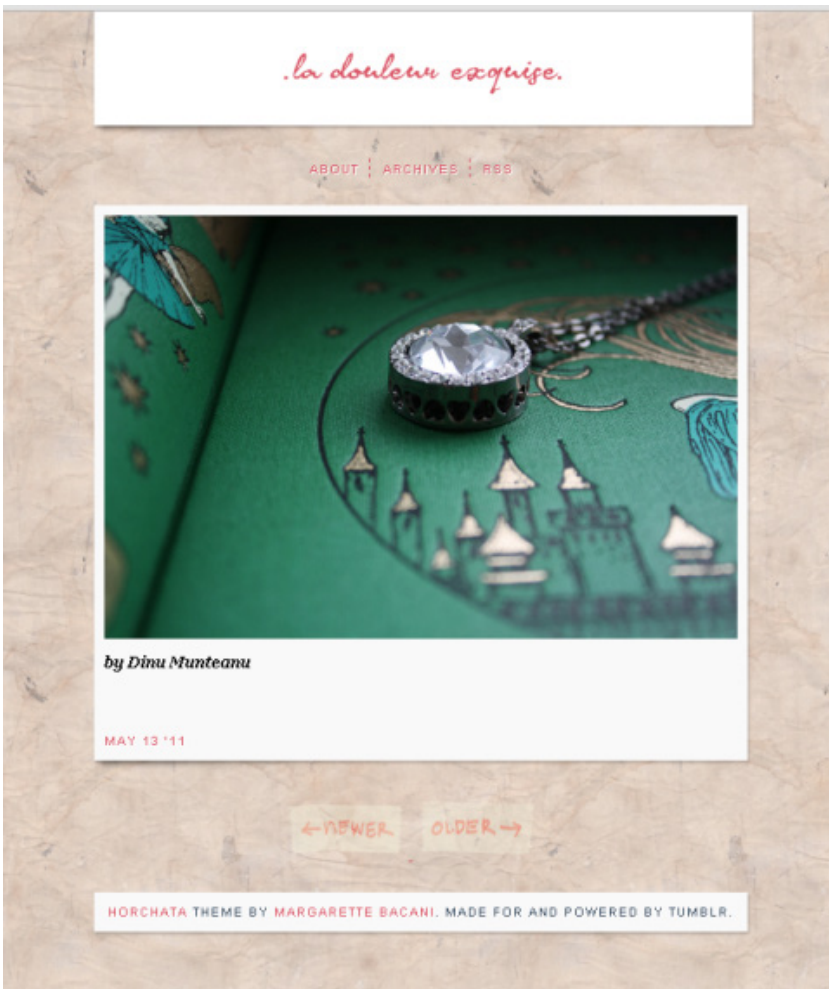 .la douleur exquise.
ABOUT ARCHIVES RSS
by Dinu Munteanu
MAY 13 '11
←NEWER OLDER→
HORCHATA THEME BY MARGARETTE BACANI. MADE FOR AND POWERED BY TUMBLR.